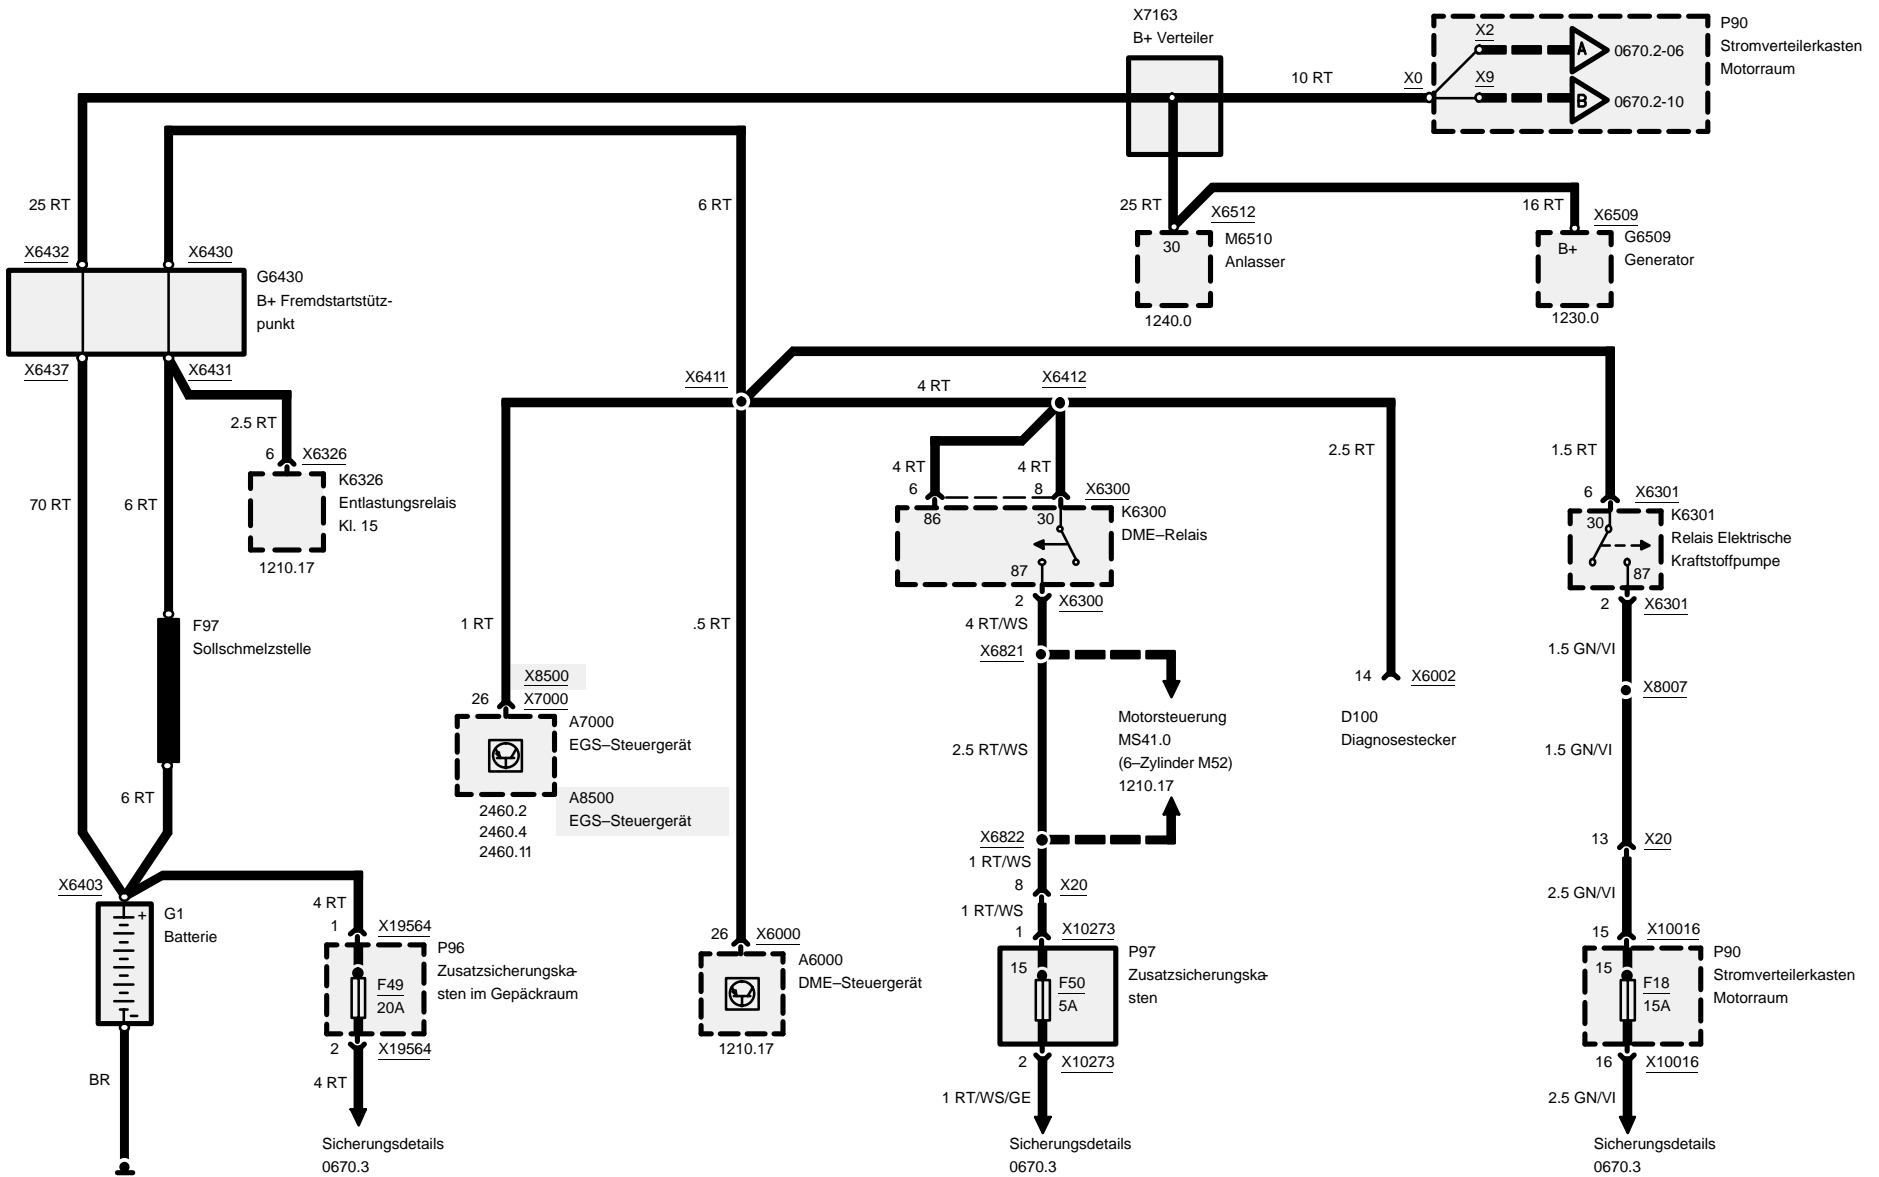 X7163
B+ Verteiler
10 RT
X0
X2
A
0670.2-06
X9
B
0670.2-10
P90
Stromverteilerkasten
Motorraum
25 RT
6 RT
25 RT
X6512
16 RT
X6509
X6432
X6430
30
M6510
Anlasser
B+
G6509
Generator
G6430
B+ Fremdstartstütz-
punkt
1240.0
1230.0
X6437
X6431
X6411
4 RT
X6412
2.5 RT
6
X6326
K6326
Entlastungsrelais
Kl. 15
1210.17
70 RT
6 RT
4 RT
4 RT
6
8
X6300
86
30
K6300
DME–Relais
87
2
X6300
2.5 RT
1.5 RT
6
X6301
30
K6301
Relais Elektrische
Kraftstoffpumpe
87
2
X6301
F97
Sollschmelzstelle
1 RT
.5 RT
4 RT/WS
X6821
1.5 GN/VI
X8500
26
X7000
A7000
EGS–Steuergerät
14
X6002
D100
Diagnosestecker
X8007
Motorsteuerung
MS41.0
(6–Zylinder M52)
1210.17
2.5 RT/WS
1.5 GN/VI
6 RT
A8500
EGS–Steuergerät
2460.2
2460.4
2460.11
X6822
1 RT/WS
8
X20
1 RT/WS
13
X20
2.5 GN/VI
X6403
+
G1
Batterie
-
4 RT
1
X19564
P96
Zusatzsicherungska-
sten im Gepäckraum
F49
20A
2
X19564
4 RT
26
X6000
A6000
DME–Steuergerät
1210.17
1
X10273
15
P97
Zusatzsicherungska-
sten
F50
5A
2
X10273
15
X10016
15
P90
Stromverteilerkasten
Motorraum
F18
15A
16
X10016
BR
1 RT/WS/GE
2.5 GN/VI
Sicherungsdetails
0670.3
Sicherungsdetails
0670.3
Sicherungsdetails
0670.3